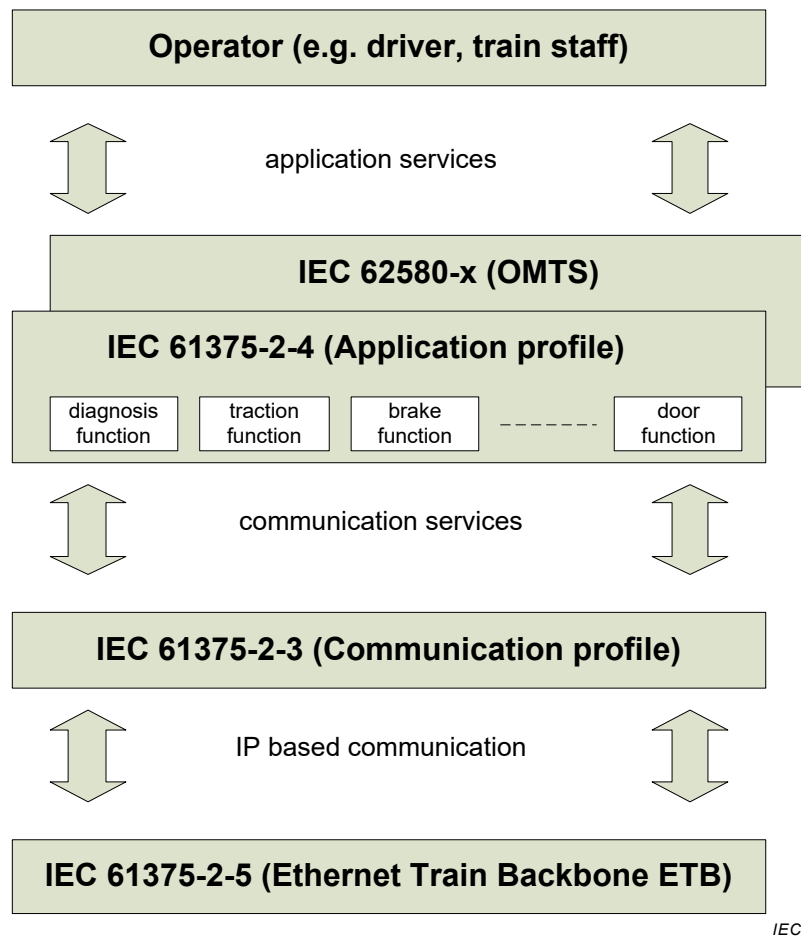 Operator (e.g. driver, train staff)
application services
IEC 62580-x (OMTS)
IEC 61375-2-4 (Application profile)
diagnosis
function
traction
function
brake
function
door
function
communication services
IEC 61375-2-3 (Communication profile)
IP based communication
IEC 61375-2-5 (Ethernet Train Backbone ETB)
IEC